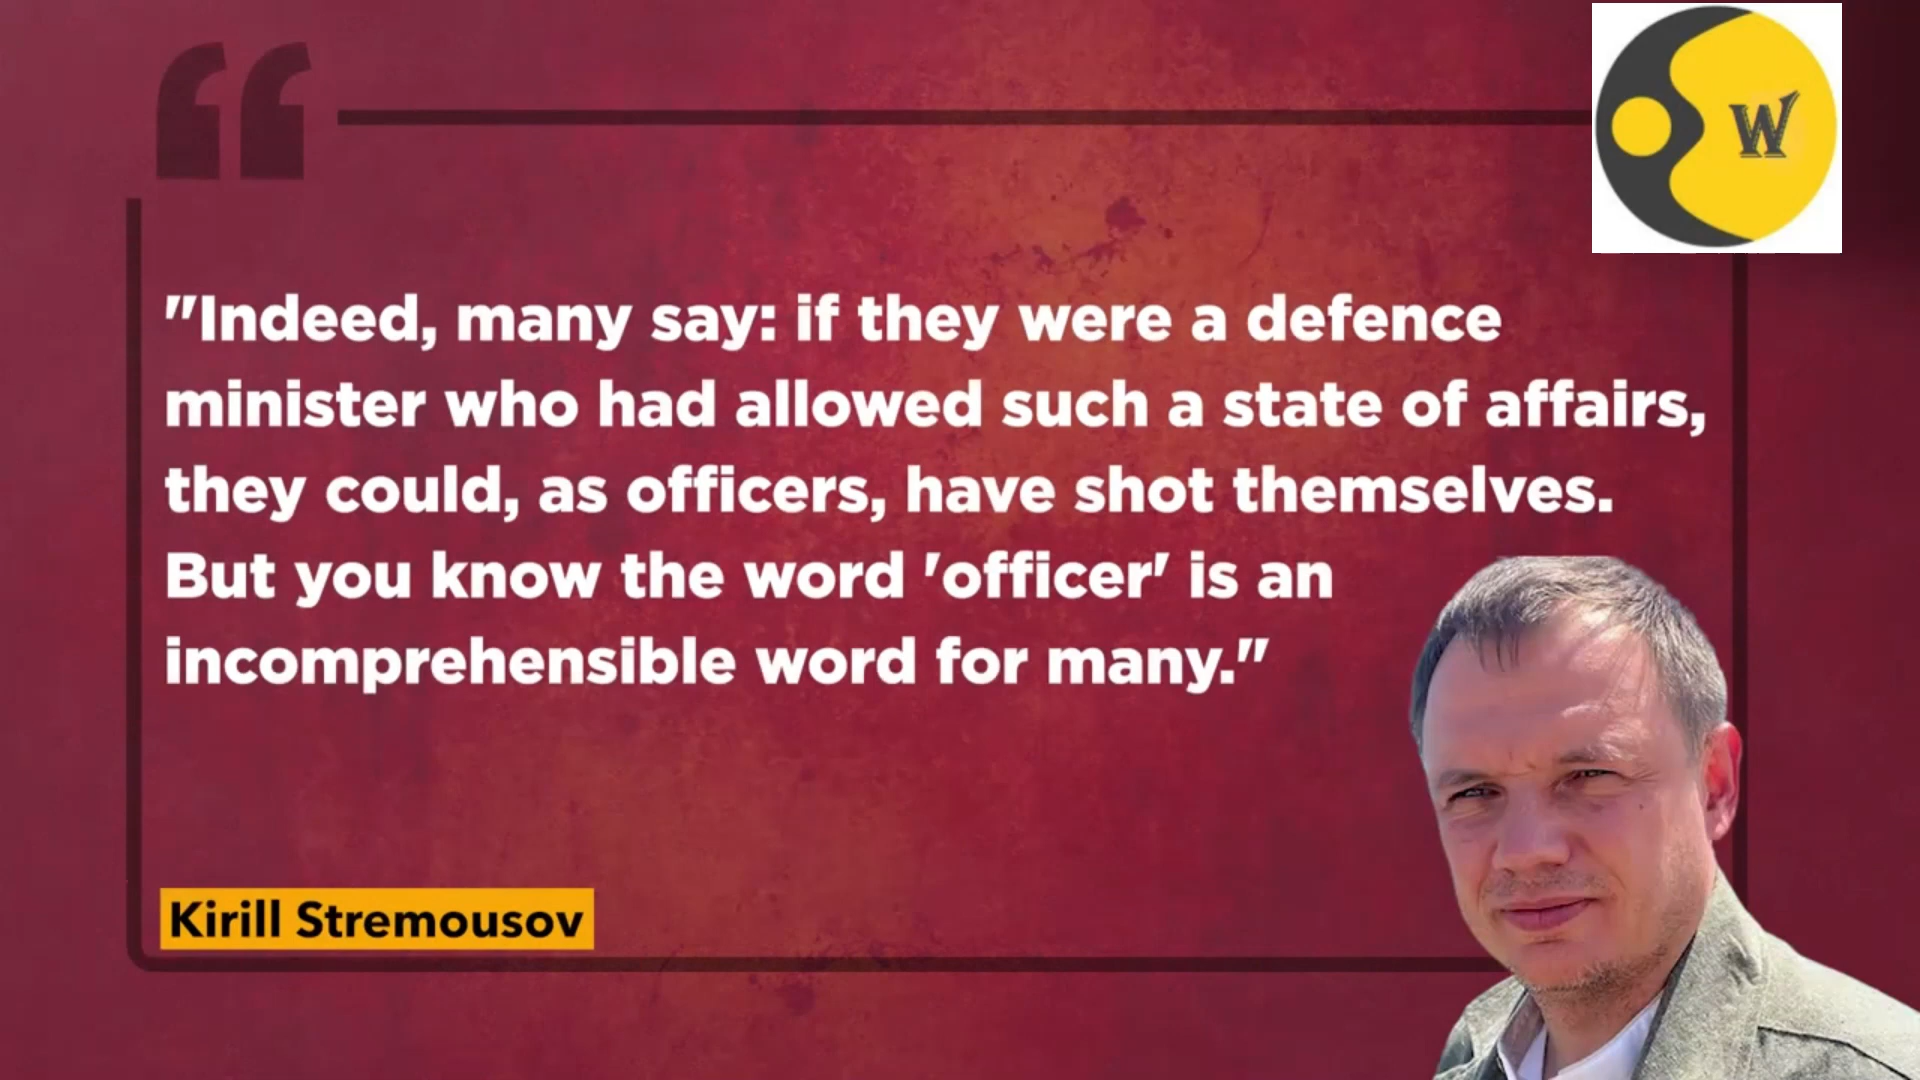 W
"Indeed, many say: if they were a defence
minister who had allowed such a state of affairs,
they could, as officers, have shot themselves.
But you know the word 'officer' is an
incomprehensible word for many."
Kirill Stremousov